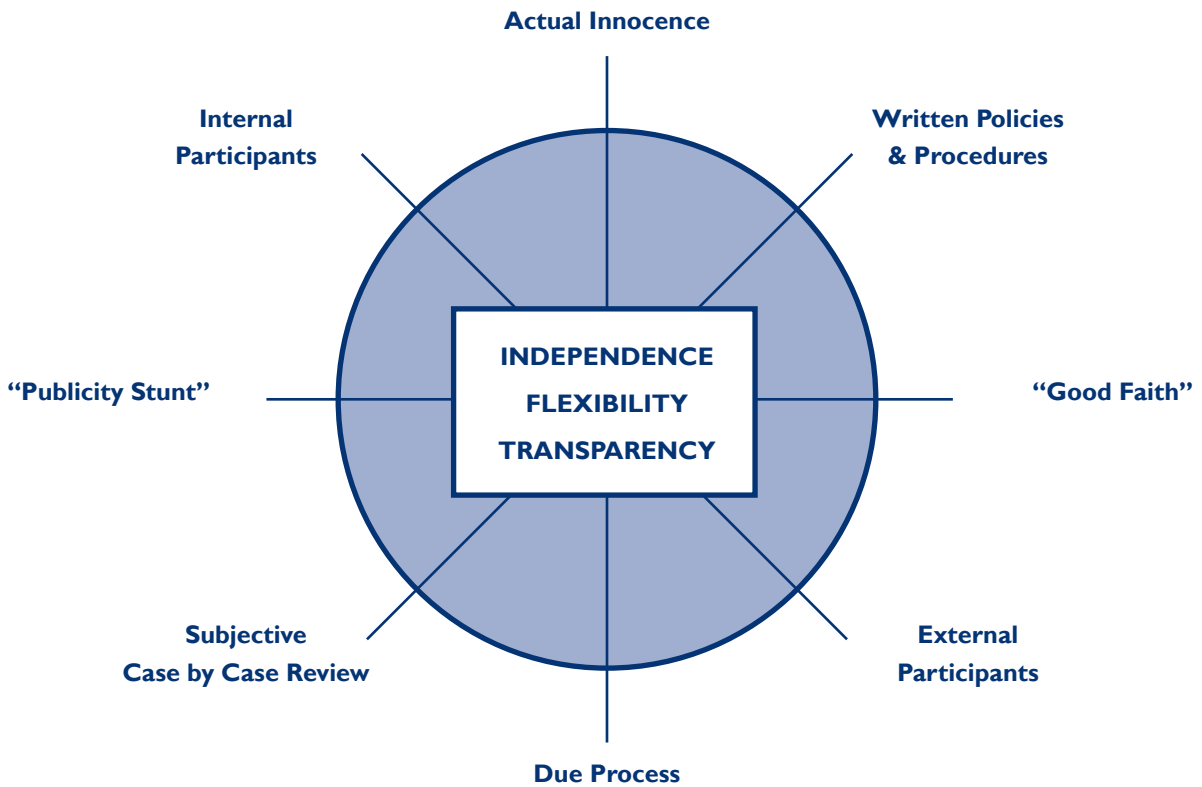 Actual Innocence
Internal
Participants
Written Policies
& Procedures
INDEPENDENCE
FLEXIBILITY
TRANSPARENCY
“Publicity Stunt”
“Good Faith”
Subjective
Case by Case Review
External
Participants
Due Process